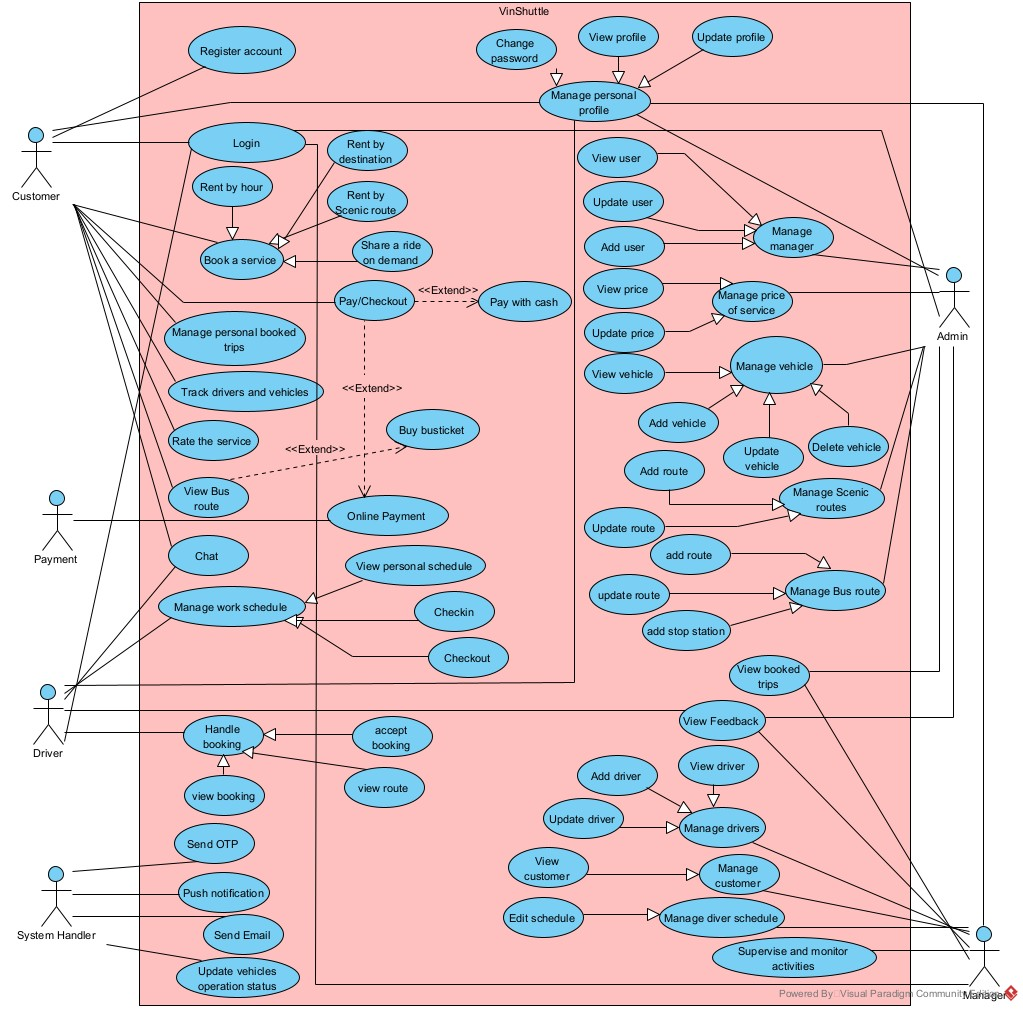 VinShuttle
Register account
Change
password
View profile
Update profile
Manage personal
profile
Customer
Login
Rent by
destination
Rent by hour
Rent by
Scenic route
Book a service
Share a ride
on demand
Pay/Checkout
<<Extend>>
Pay with cash
Manage personal booked
trips
<<Extend>>
Track drivers and vehicles
Buy busticket
Rate the service
<<Extend>>
View Bus
route
Online Payment
Payment
Chat
View personal schedule
Manage work schedule
Checkin
Checkout
View user
Update user
Add user
Manage
manager
View price
Manage price
of service
Update price
View vehicle
Manage vehicle
Admin
Add vehicle
Update
vehicle
Delete vehicle
Add route
Manage Scenic
routes
Update route
add route
update route
Manage Bus route
add stop station
View booked
trips
View Feedback
Driver
Handle
booking
accept
booking
view route
view booking
Send OTP
Push notification
Send Email
System Handler
Update vehicles
operation status
View driver
Add driver
Update driver
Manage drivers
View
customer
Manage
customer
Edit schedule
Manage diver schedule
Supervise and monitor
activities
Manager
Powered By: Visual Paradigm Community Edition